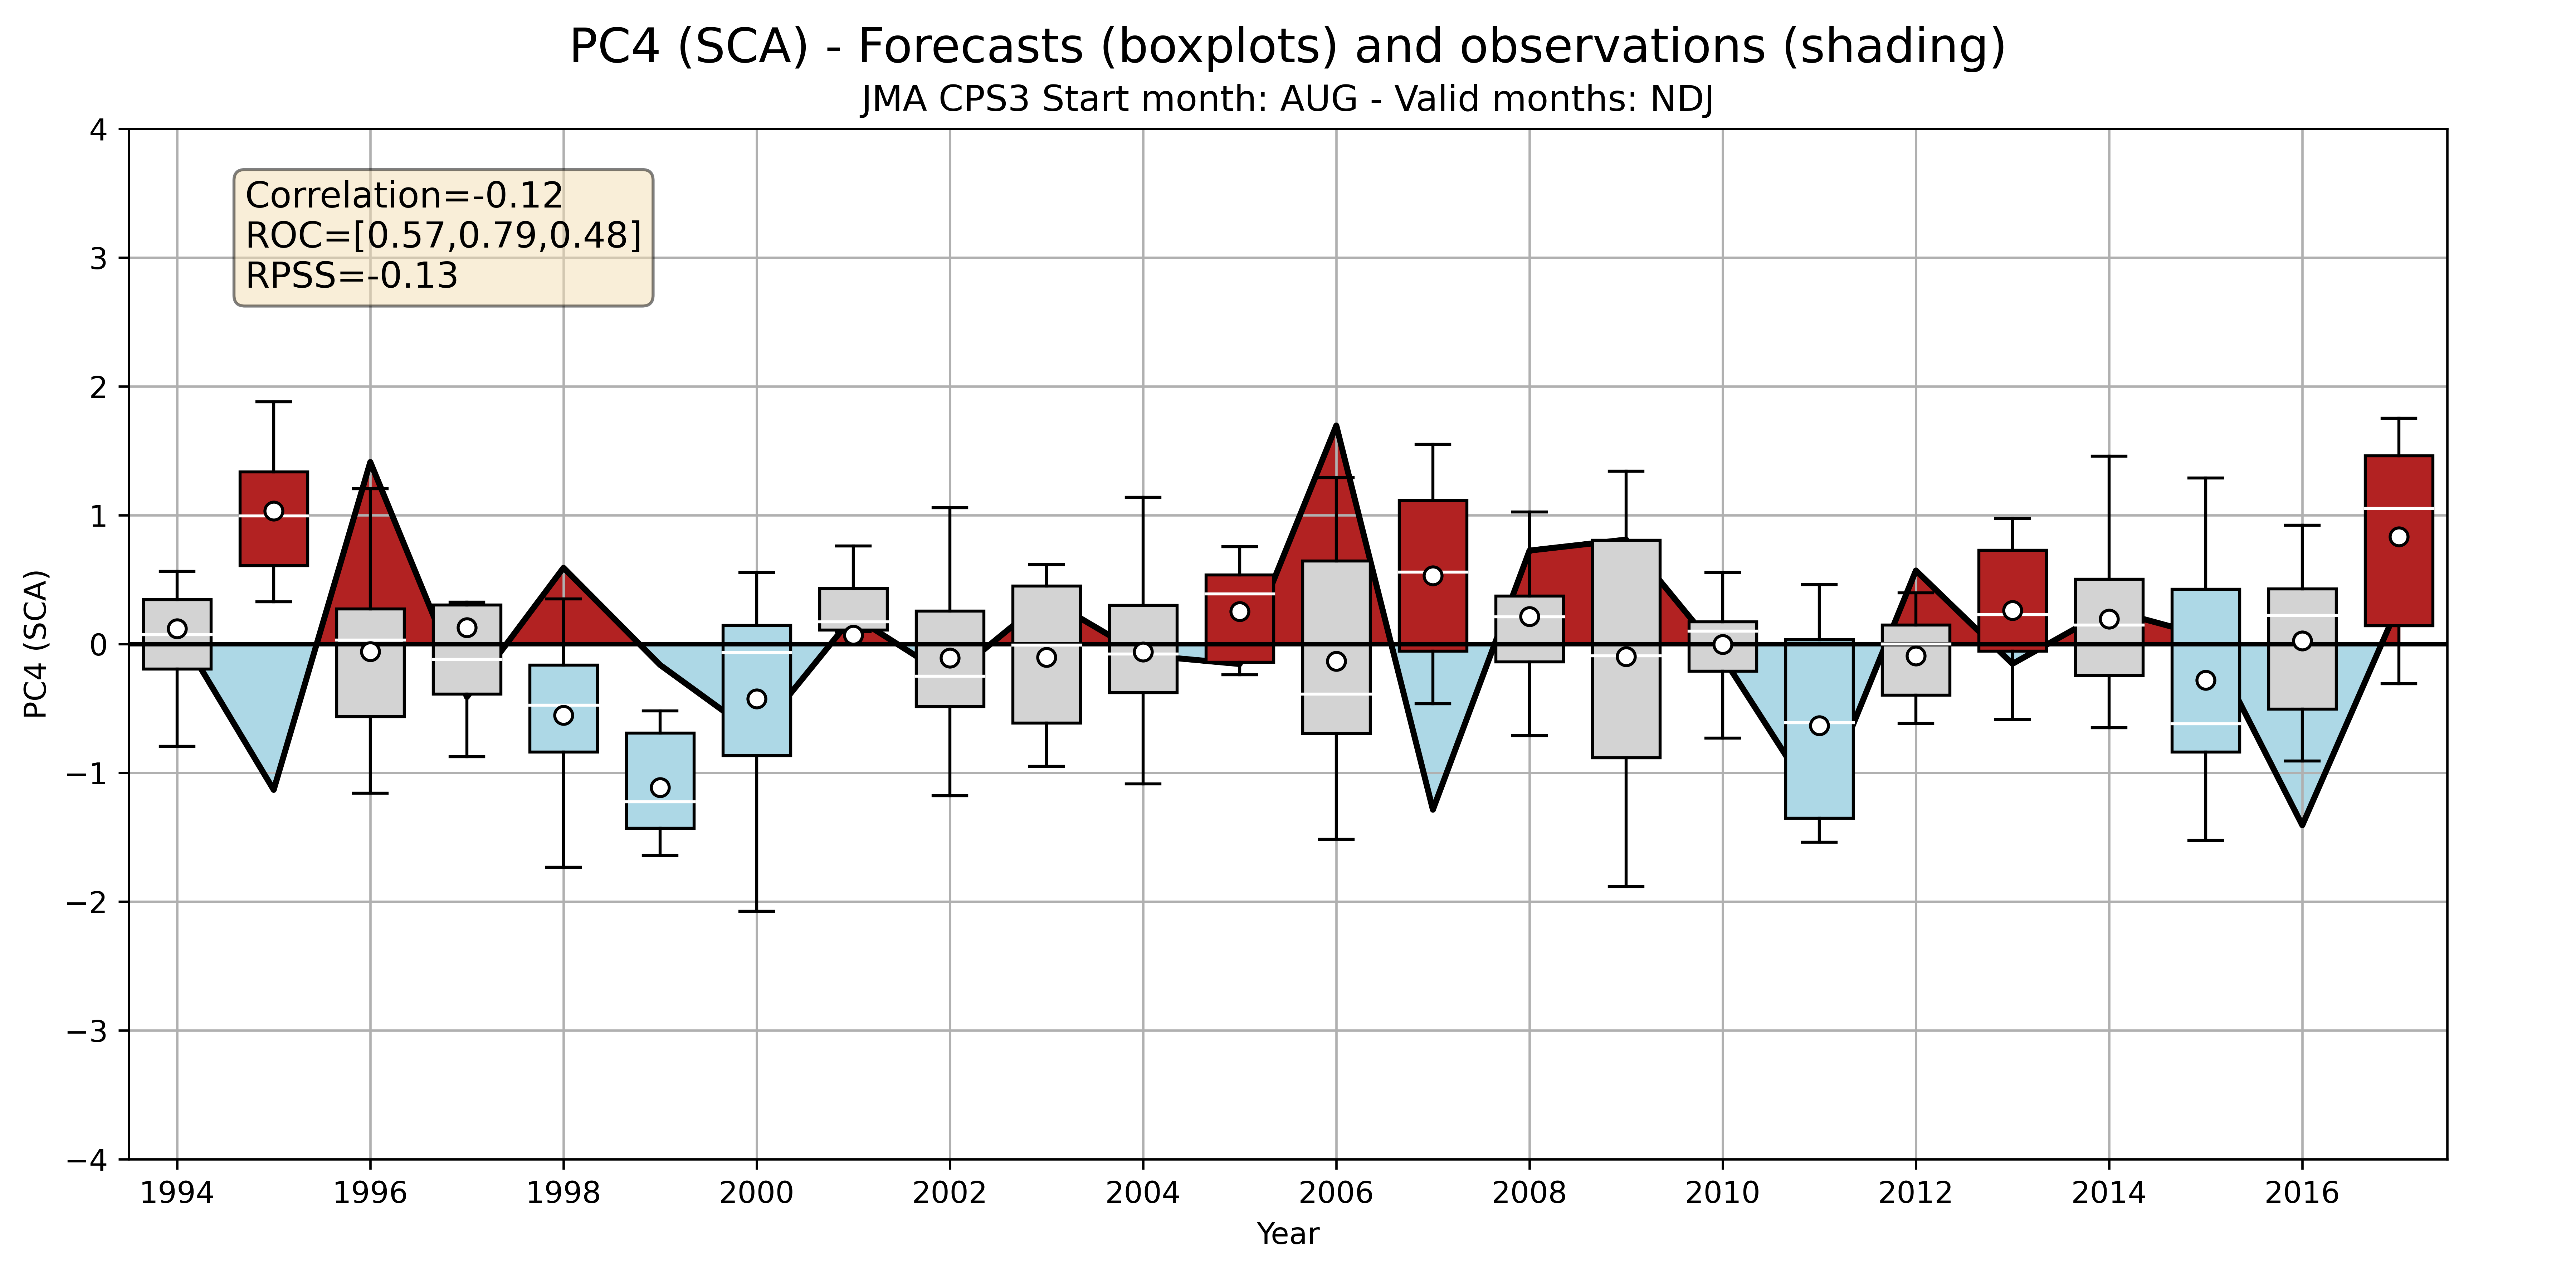 PC4 (SCA) - Forecasts (boxplots) and observations (shading)
JMA CPS3 Start month: AUG - Valid months: NDJ
Correlation=-0.12
ROC=[0.57,0.79,0.48]
RPSS=-0.13
PC4 (SCA)
4
3
2
1
0
−1
−2
−3
−4
1994 1996 1998 2000 2002 2004 2006 2008 2010 2012 2014 2016
Year